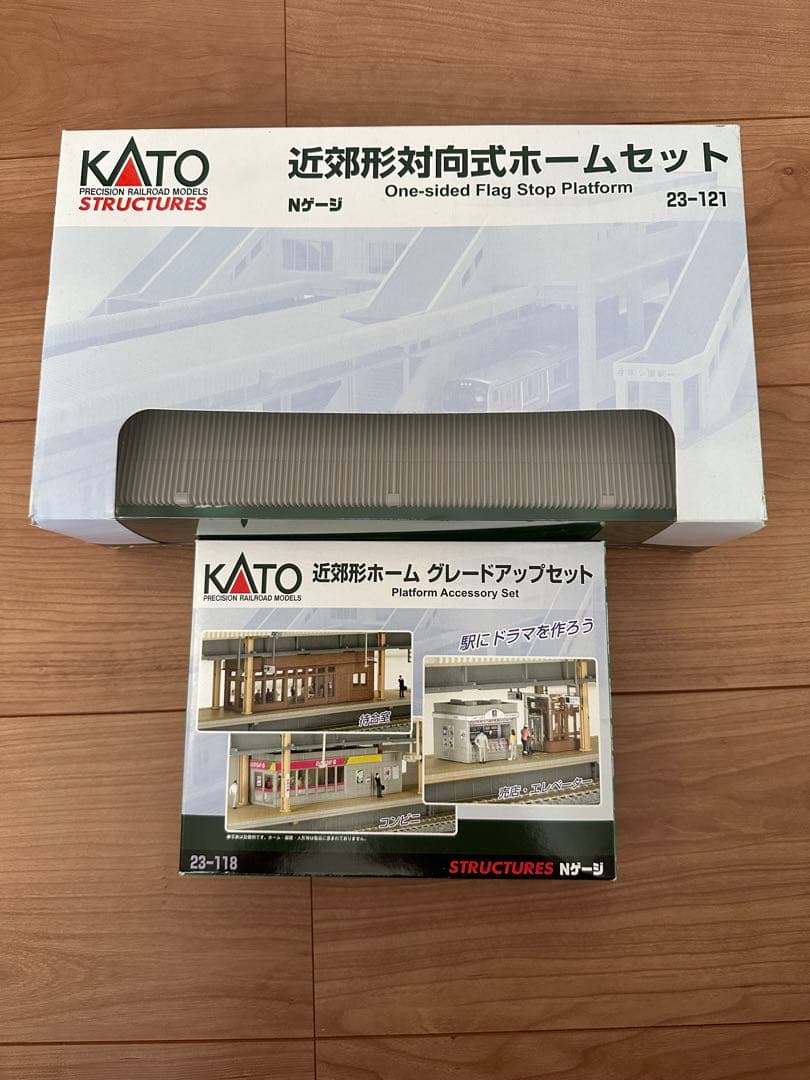 KATO
PRECISION RAILROAD MODELS
STRUCTURES
近郊形対向式ホームセット
One-sided Flag Stop Platform
Nゲージ
23-121
KATO
PRECISION RAILROAD MODELS
近郊形ホーム グレードアップセット
Platform Accessory Set
駅にドラマを作ろう
待合室
売店・エレベーター
コンビニ
23-118
STRUCTURES Nゲージ